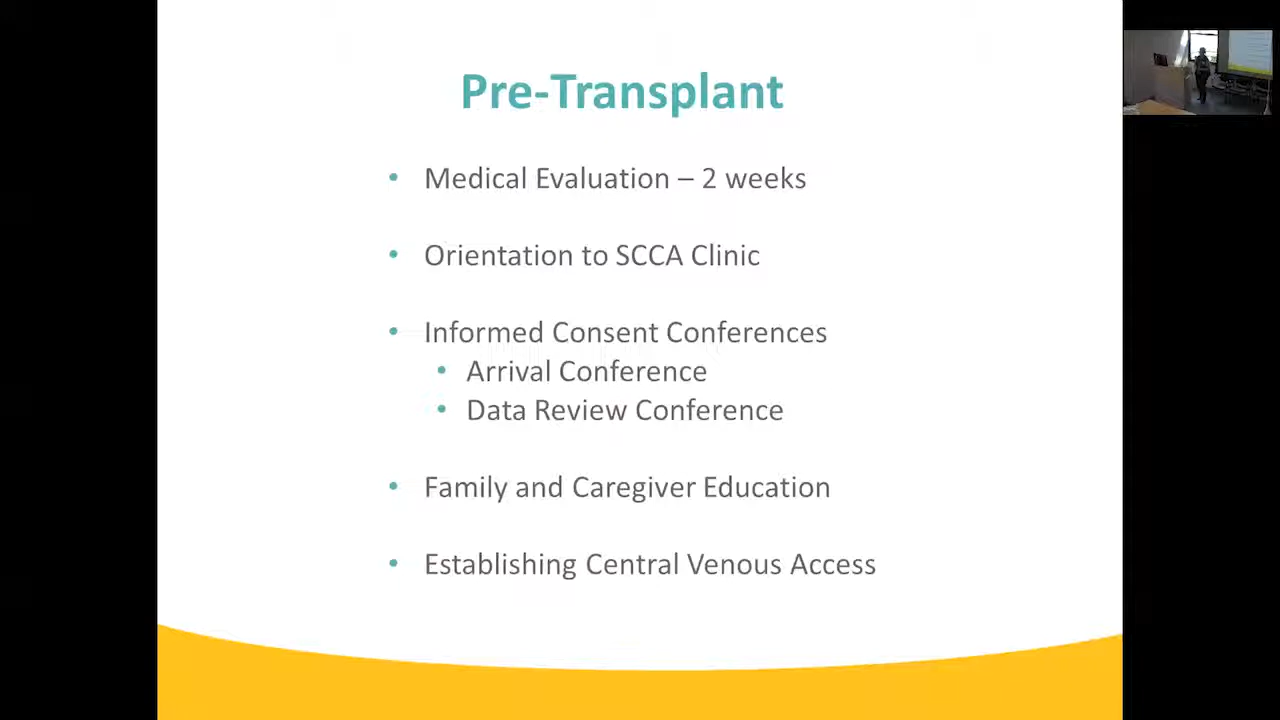 Pre-Transplant
• Medical Evaluation – 2 weeks
• Orientation to SCCA Clinic
• Informed Consent Conferences
• Arrival Conference
• Data Review Conference
• Family and Caregiver Education
• Establishing Central Venous Access